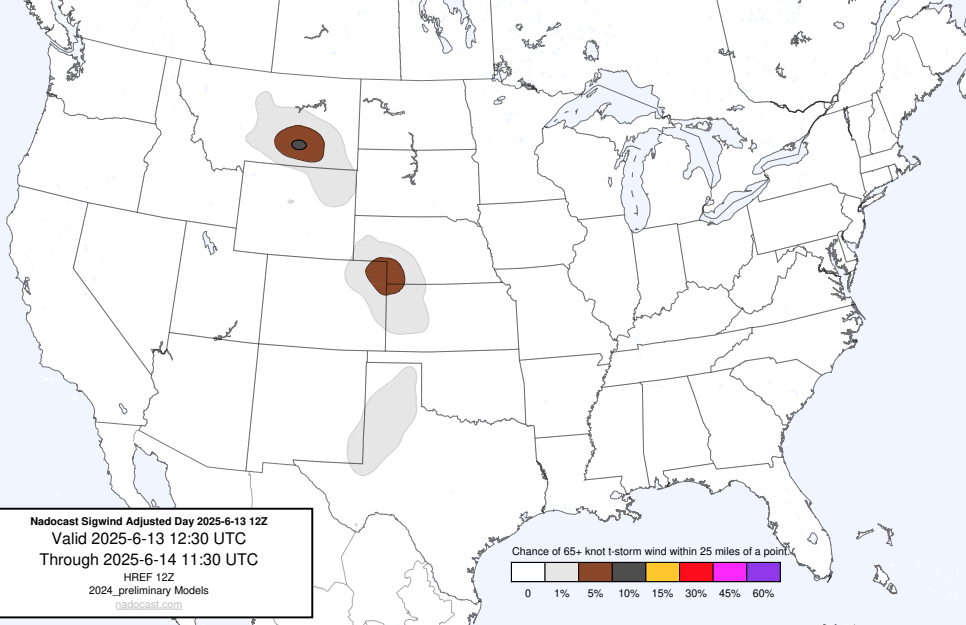 Nadocast Sigwind Adjusted Day 2025-6-13 12Z
Valid 2025-6-13 12:30 UTC
Through 2025-6-14 11:30 UTC
HREF 12Z
2024_preliminary Models
nadocast.com
Chance of 65+ knot t-storm wind within 25 miles of a point.
0 1% 5% 10% 15% 30% 45% 60%